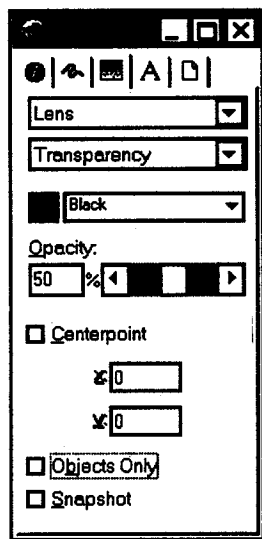 A
Lens
Transparency
Black
Opacity:
50 %
Centerpoint
X: 0
Y: 0
Objects Only
Snapshot